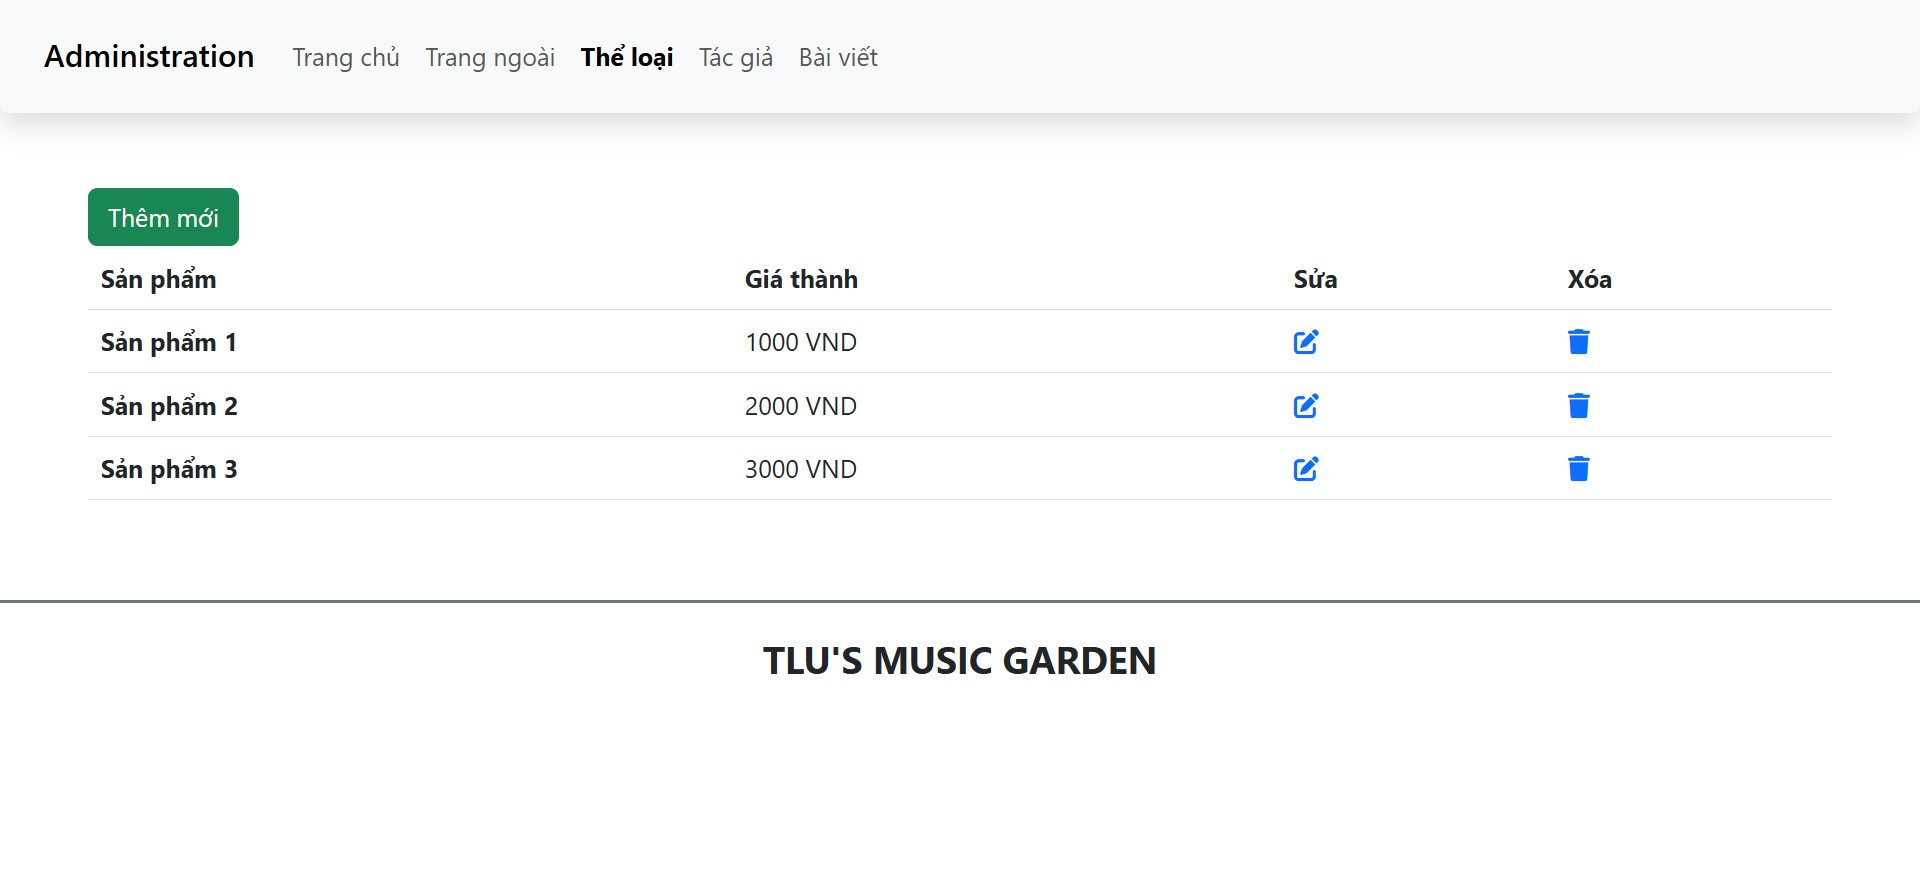 Administration Trang chủ Trang ngoài Thể loại Tác giả Bài viết
Thêm mới
Sản phẩm Giá thành Sửa Xóa
Sản phẩm 1 1000 VND
Sản phẩm 2 2000 VND
Sản phẩm 3 3000 VND
TLU'S MUSIC GARDEN